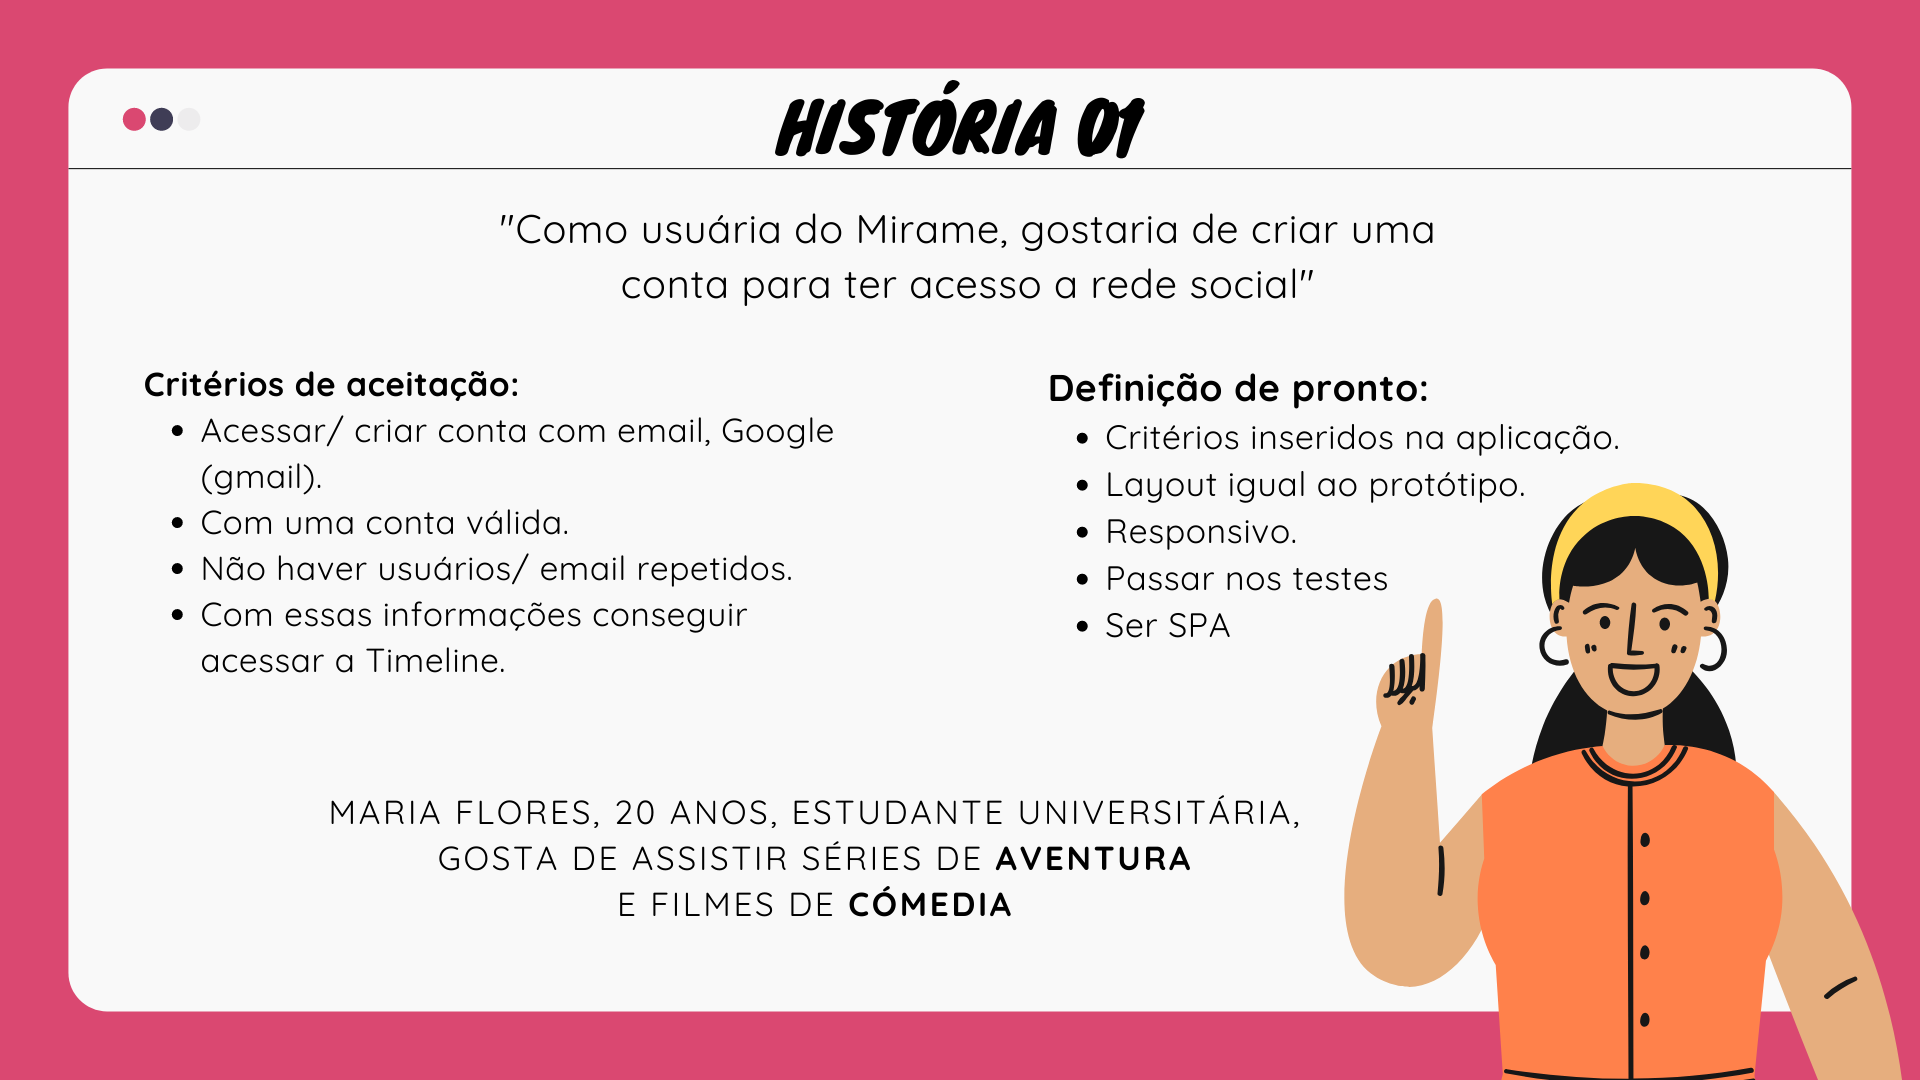 HISTÓRIA 01
"Como usuária do Mirame, gostaria de criar uma
conta para ter acesso a rede social"
Critérios de aceitação:
• Acessar/ criar conta com email, Google
(gmail).
• Com uma conta válida.
• Não haver usuários/ email repetidos.
• Com essas informações conseguir
acessar a Timeline.
Definição de pronto:
• Critérios inseridos na aplicação.
• Layout igual ao protótipo.
• Responsivo.
• Passar nos testes
• Ser SPA
MARIA FLORES, 20 ANOS, ESTUDANTE UNIVERSITÁRIA,
GOSTA DE ASSISTIR SÉRIES DE AVENTURA
E FILMES DE CÓMEDIA